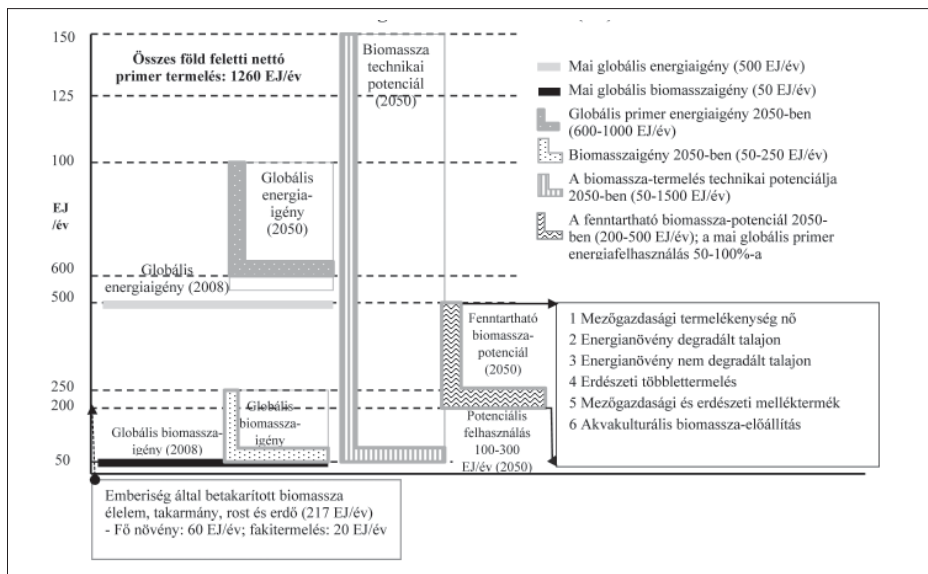 150
125
100
EJ
/év
600
500
250
200
50
Összes föld feletti nettó
primer termelés: 1260 EJ/év
Biomassza
technikai
potenciál
(2050)
Globális
energia-
igény
(2050)
Globális
energiaigény (2008)
Fenntartható
biomassza-
potenciál
(2050)
Globális
biomassza-
igény
Globális biomassza-
igény (2008)
Potenciális
felhasználás
100-300
EJ/év (2050)
Mai globális energiaigény (500 EJ/év)
Mai globális biomasszaigény (50 EJ/év)
Globális primer energiaigény 2050-ben
(600-1000 EJ/év)
Biomasszaigény 2050-ben (50-250 EJ/év)
A biomassza-termelés technikai potenciálja
2050-ben (50-1500 EJ/év)
A fenntartható biomassza-potenciál 2050-
ben (200-500 EJ/év); a mai globális primer
energiafelhasználás 50-100%-a
1 Mezőgazdasági termelékenység nő
2 Energianövény degradált talajon
3 Energianövény nem degradált talajon
4 Erdészeti többlettermelés
5 Mezőgazdasági és erdészeti melléktermék
6 Akvakulturális biomassza-előállítás
Emberiség által betakarított biomassza
élelem, takarmány, rost és erdő (217 EJ/év)
- Fő növény: 60 EJ/év; fakitermelés: 20 EJ/év